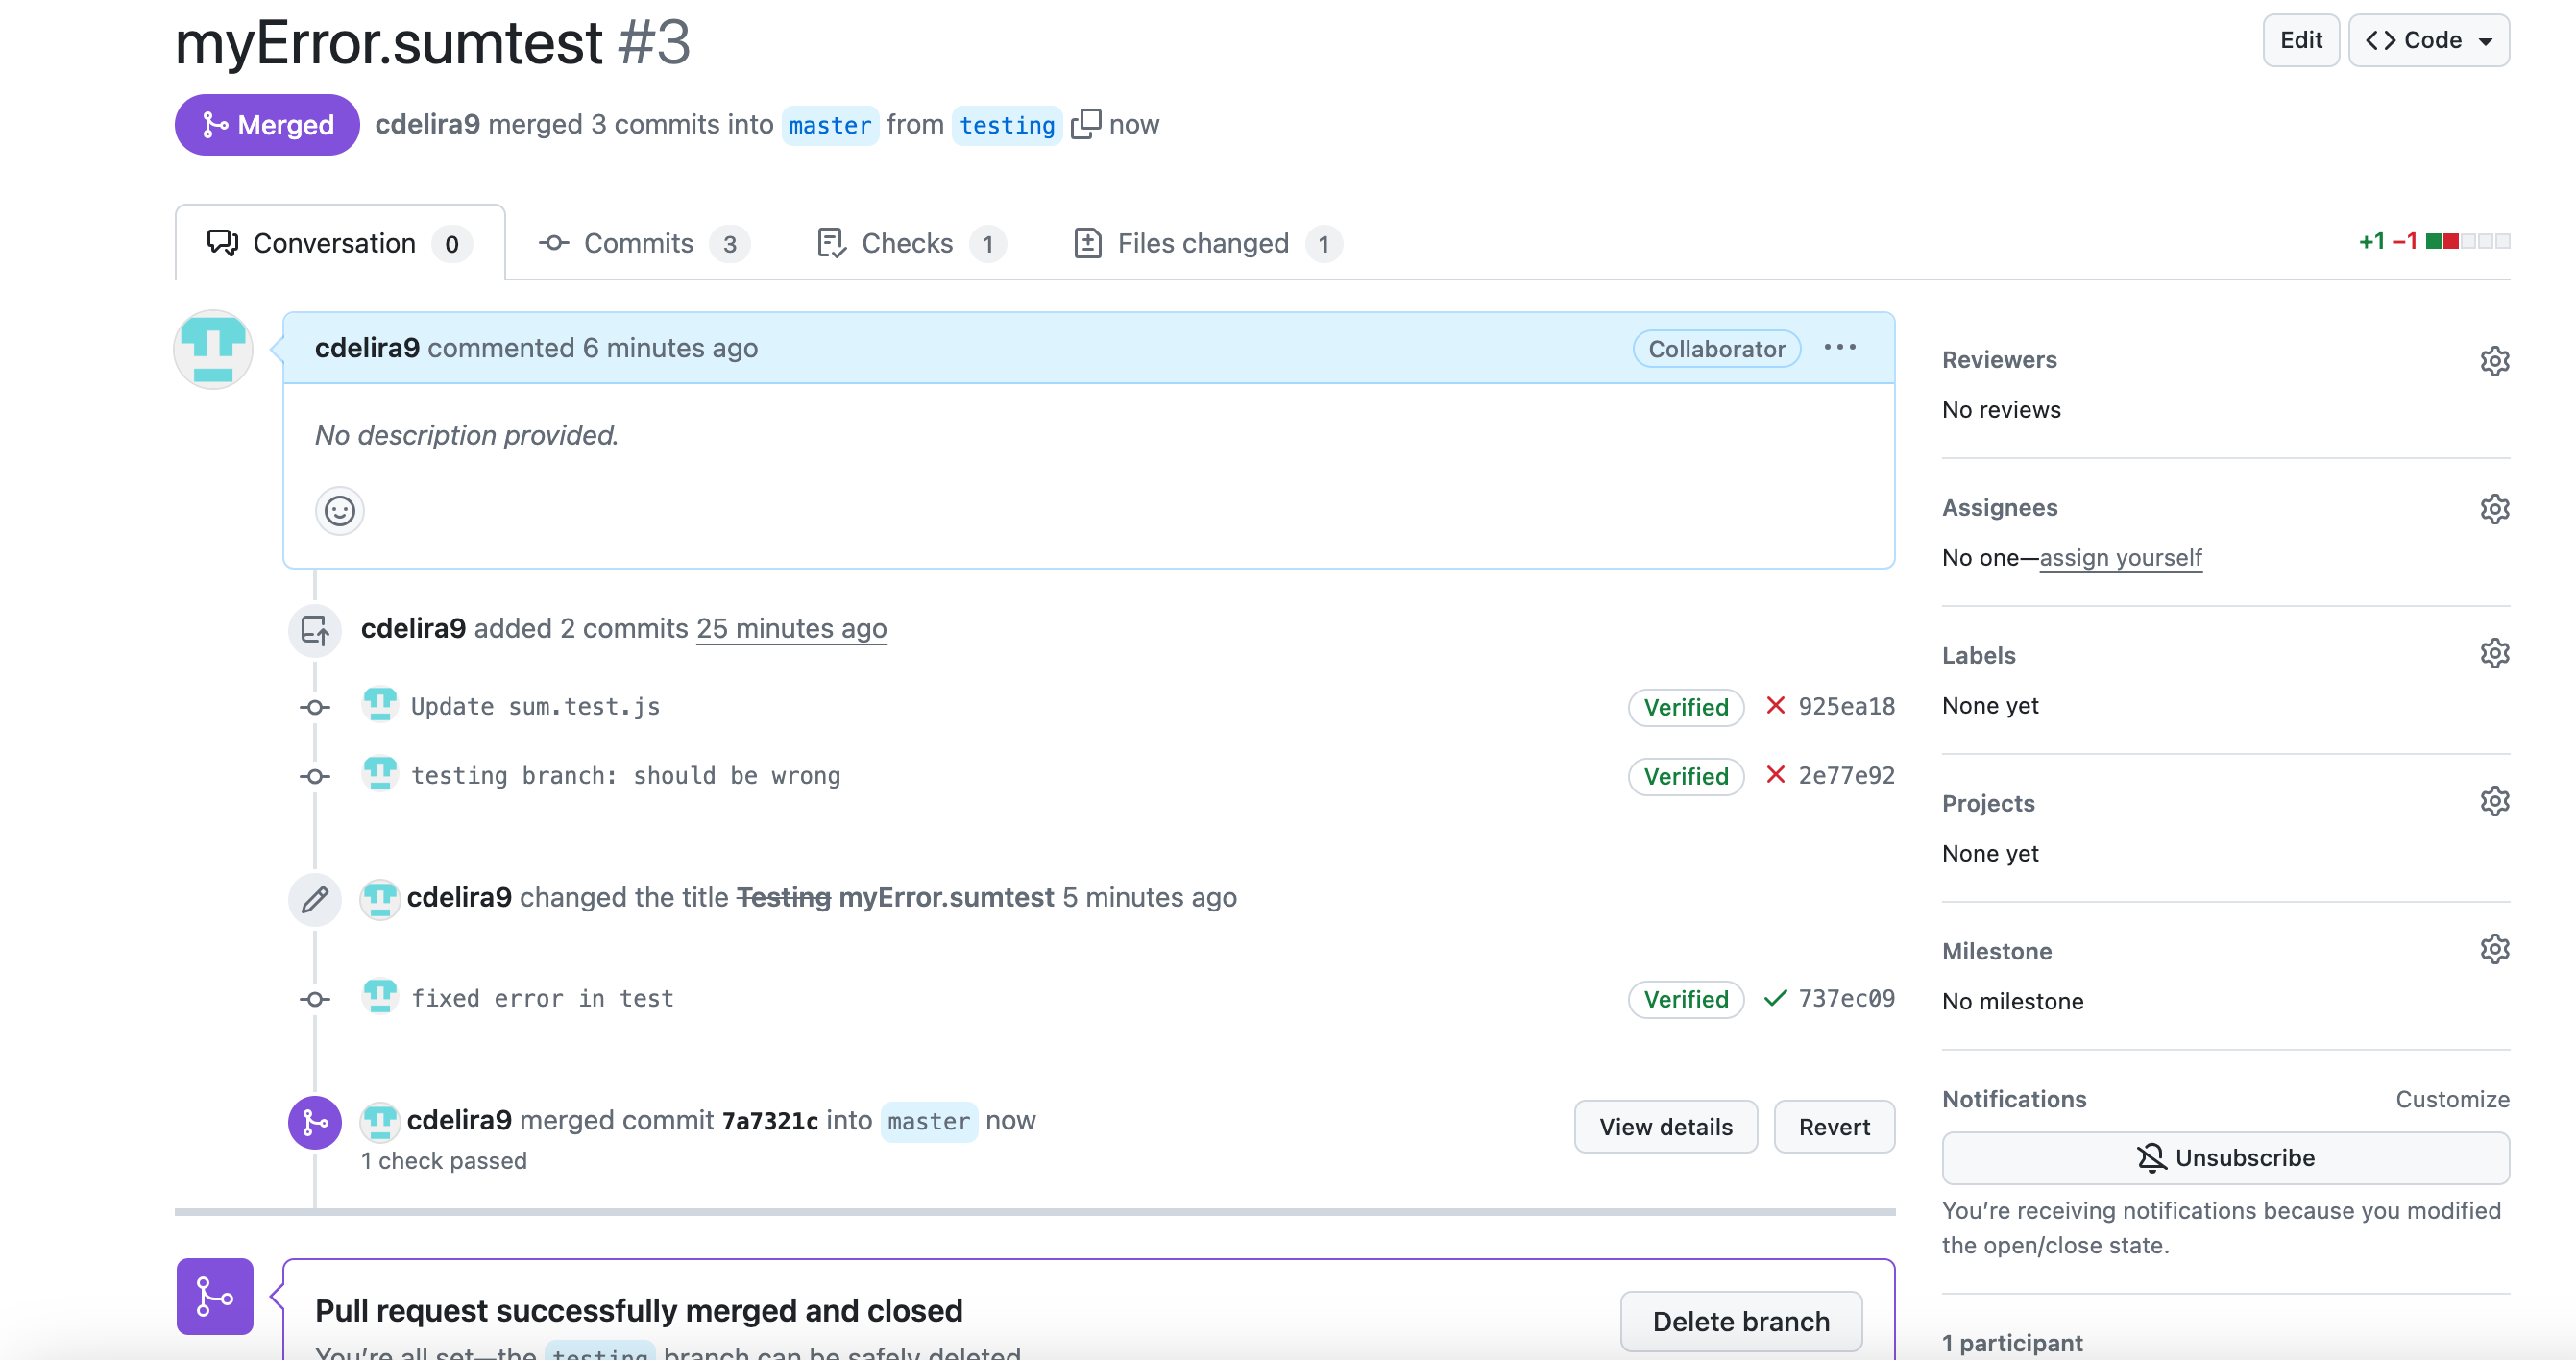 myError.sumtest #3
Edit
Code
Merged
cdelira9 merged 3 commits into master from testing now
Conversation 0
Commits 3
Checks 1
Files changed 1
+1 −1
cdelira9 commented 6 minutes ago
Collaborator
No description provided.
cdelira9 added 2 commits 25 minutes ago
Update sum.test.js
Verified
925ea18
testing branch: should be wrong
Verified
2e77e92
cdelira9 changed the title Testing myError.sumtest 5 minutes ago
fixed error in test
Verified
737ec09
cdelira9 merged commit 7a7321c into master now
1 check passed
View details
Revert
Pull request successfully merged and closed
You’re all set—the testing branch can be safely deleted
Delete branch
Reviewers
No reviews
Assignees
No one—assign yourself
Labels
None yet
Projects
None yet
Milestone
No milestone
Notifications
Customize
Unsubscribe
You’re receiving notifications because you modified
the open/close state.
1 participant